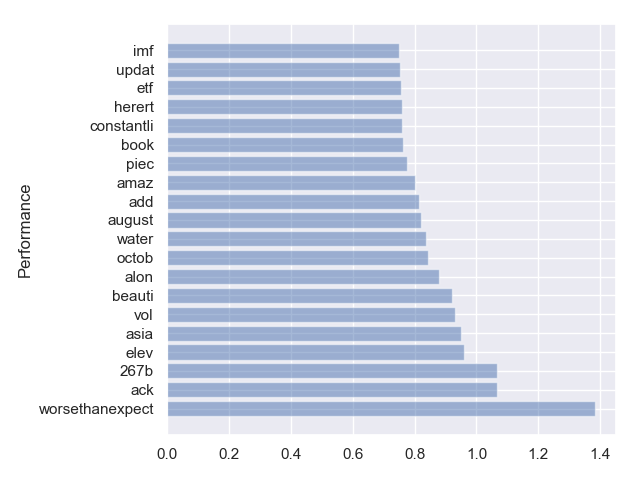 imf
updat
etf
herert
constantli
book
piec
amaz
add
august
water
octob
alon
beauti
vol
asia
elev
267b
ack
worsethanexpect
Performance
0.0 0.2 0.4 0.6 0.8 1.0 1.2 1.4